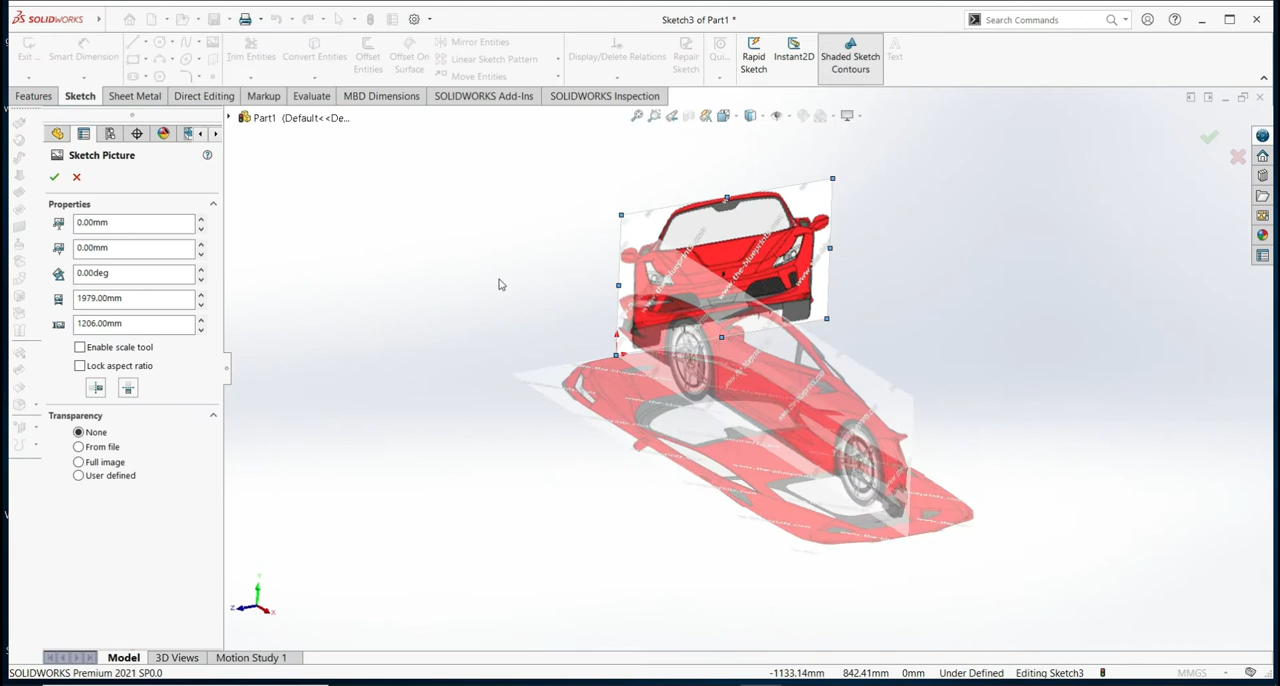 SOLIDWORKS
Sketch3 of Part1 *
Search Commands
Exit ...
Smart Dimension
Trim Entities
Convert Entities
Offset Entities
Offset On Surface
Mirror Entities
Linear Sketch Pattern
Move Entities
Display/Delete Relations
Repair Sketch
Qui...
Rapid Sketch
Instant2D
Shaded Sketch Contours
Text
Features
Sketch
Sheet Metal
Direct Editing
Markup
Evaluate
MBD Dimensions
SOLIDWORKS Add-Ins
SOLIDWORKS Inspection
Part1 (Default<<De...
Sketch Picture
Properties
0.00mm
0.00mm
0.00deg
1979.00mm
1206.00mm
Enable scale tool
Lock aspect ratio
Transparency
None
From file
Full image
User defined
Y
Z
X
Model
3D Views
Motion Study 1
SOLIDWORKS Premium 2021 SP0.0
-1133.14mm
842.41mm
0mm
Under Defined
Editing Sketch3
MMGS